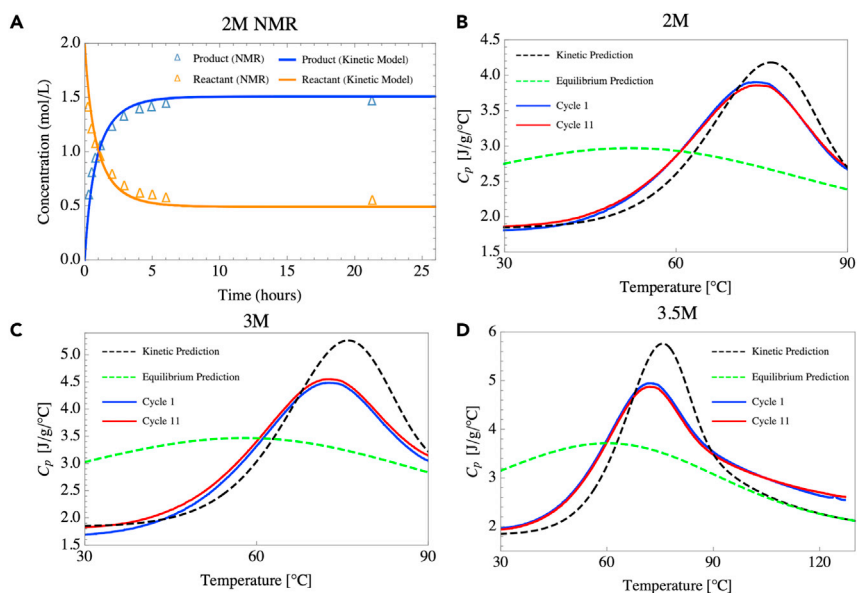 A
2M NMR
Concentration (mol/L)
2.0
1.5
1.0
0.5
0.0
Product (NMR) Product (Kinetic Model)
Reactant (NMR) Reactant (Kinetic Model)
0 5 10 15 20 25
Time (hours)
B
2M
Cp [J/g/°C]
4.5
4.0
3.5
3.0
2.5
2.0
1.5
Kinetic Prediction
Equilibrium Prediction
Cycle 1
Cycle 11
30 60 90
Temperature [°C]
C
3M
Cp [J/g/°C]
5.0
4.5
4.0
3.5
3.0
2.5
2.0
1.5
Kinetic Prediction
Equilibrium Prediction
Cycle 1
Cycle 11
30 60 90
Temperature [°C]
D
3.5M
Cp [J/g/°C]
6
5
4
3
2
Kinetic Prediction
Equilibrium Prediction
Cycle 1
Cycle 11
30 60 90 120
Temperature [°C]